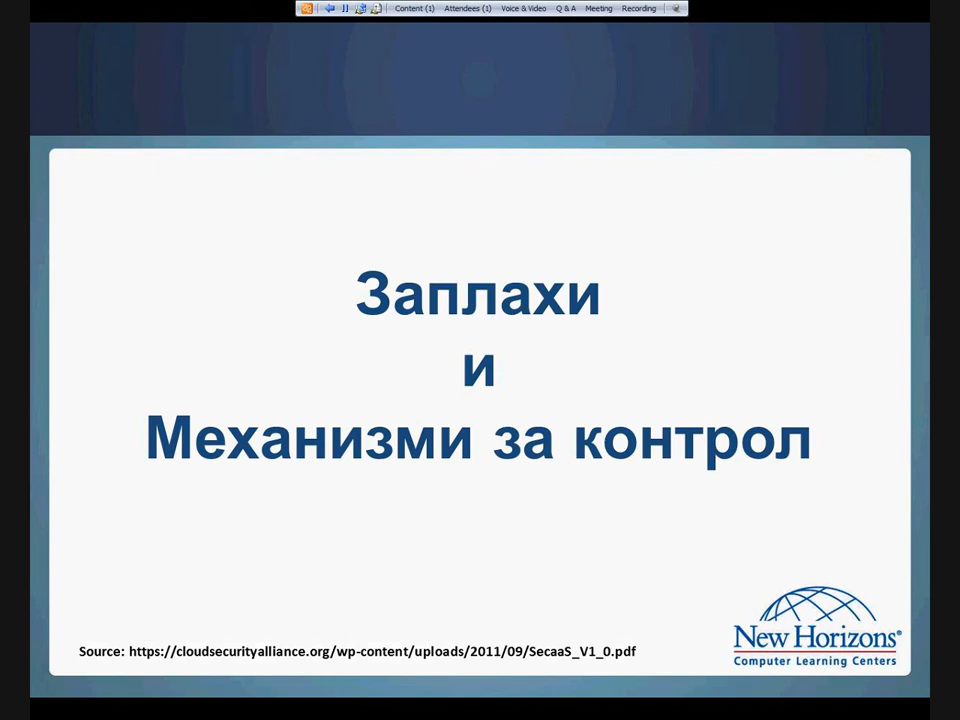 Content (1) Attendees (1) Voice & Video Q & A Meeting Recording
Заплахи
и
Механизми за контрол
Source: https://cloudsecurityalliance.org/wp-content/uploads/2011/09/SecaaS_V1_0.pdf
New Horizons®
Computer Learning Centers